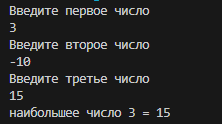 Введите первое число
3
Введите второе число
-10
Введите третье число
15
наибольшее число 3 = 15